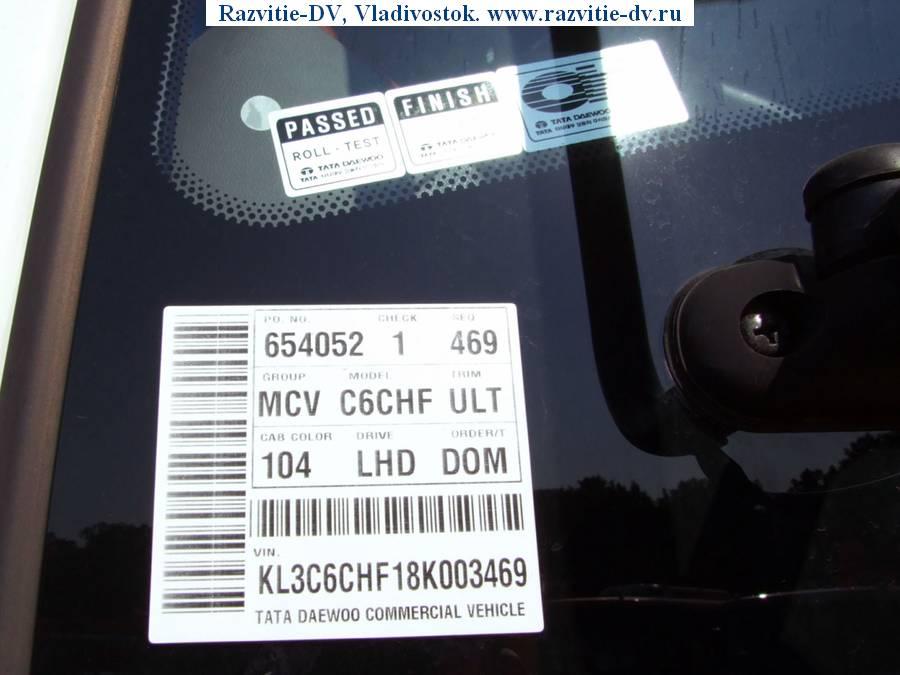 Razvitie-DV, Vladivostok. www.razvitie-dv.ru
PASSED
ROLL - TEST
TATA DAEWOO
FINISH
TATA DAEWOO
TATA DAEWOO
PD. NO. CHECK SEQ
654052 1 469
GROUP MODEL TRIM
MCV C6CHF ULT
CAB COLOR DRIVE ORDER/T
104 LHD DOM
VIN.
KL3C6CHF18K003469
TATA DAEWOO COMMERCIAL VEHICLE